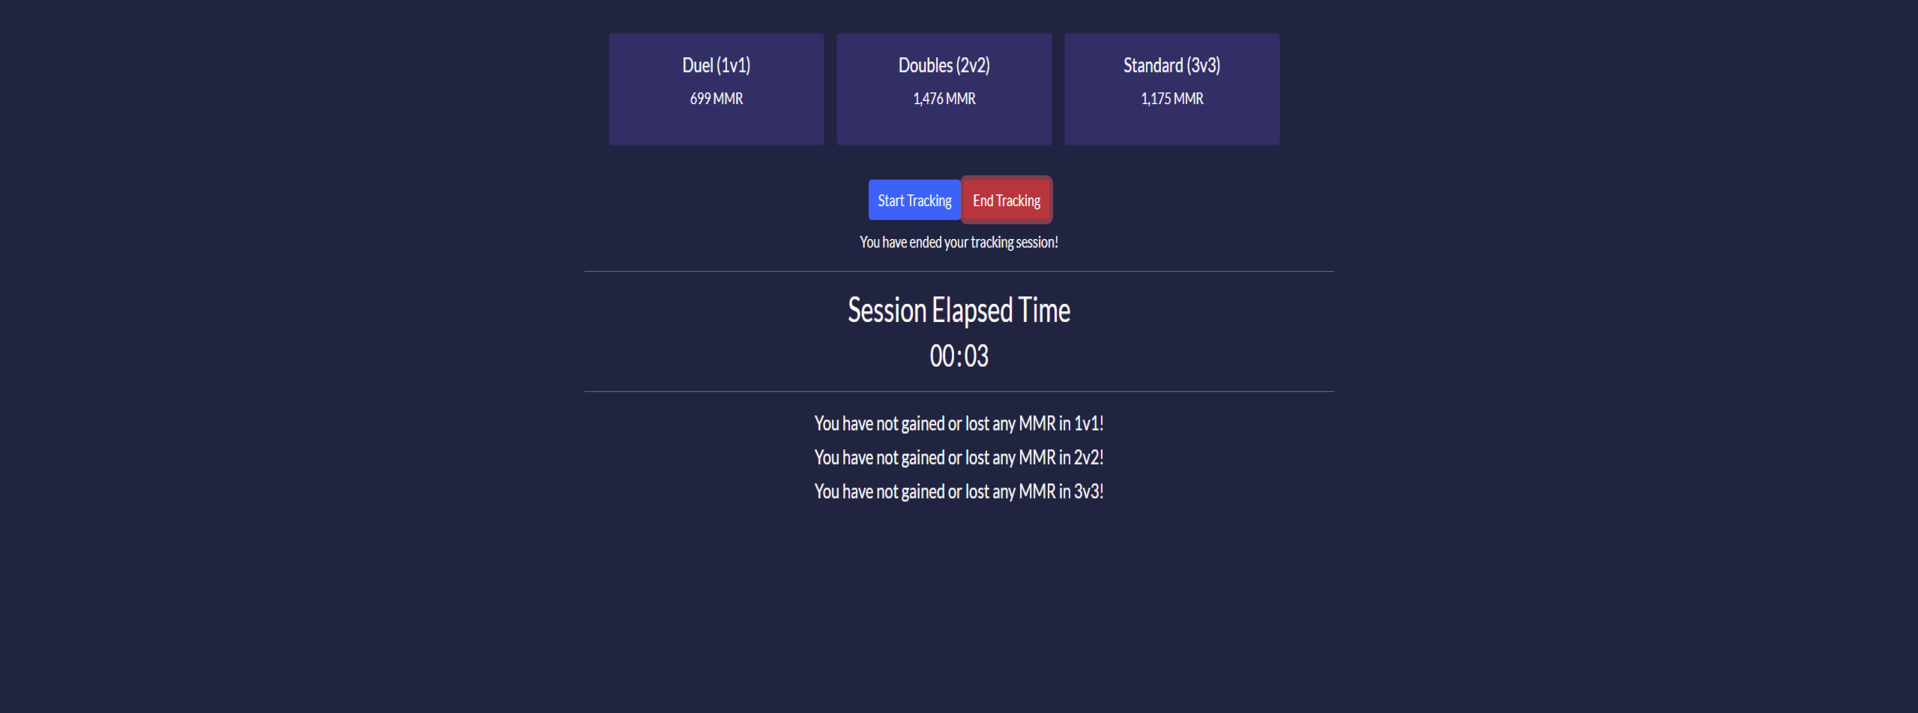 Duel (1v1)
699 MMR
Doubles (2v2)
1,476 MMR
Standard (3v3)
1,175 MMR
Start Tracking
End Tracking
You have ended your tracking session!
Session Elapsed Time
00:03
You have not gained or lost any MMR in 1v1!
You have not gained or lost any MMR in 2v2!
You have not gained or lost any MMR in 3v3!